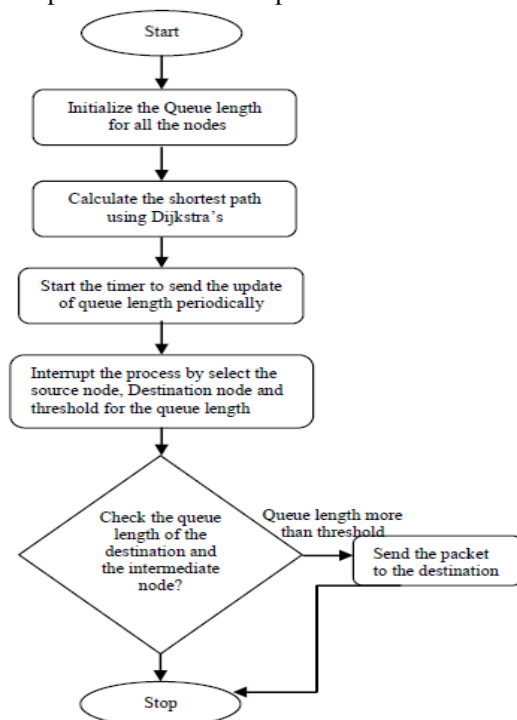 Start
Initialize the Queue length
for all the nodes
Calculate the shortest path
using Dijkstra's
Start the timer to send the update
of queue length periodically
Interrupt the process by select the
source node, Destination node and
threshold for the queue length
Check the queue
length of the
destination and
the intermediate
node?
Queue length more
than threshold
Send the packet
to the destination
Stop